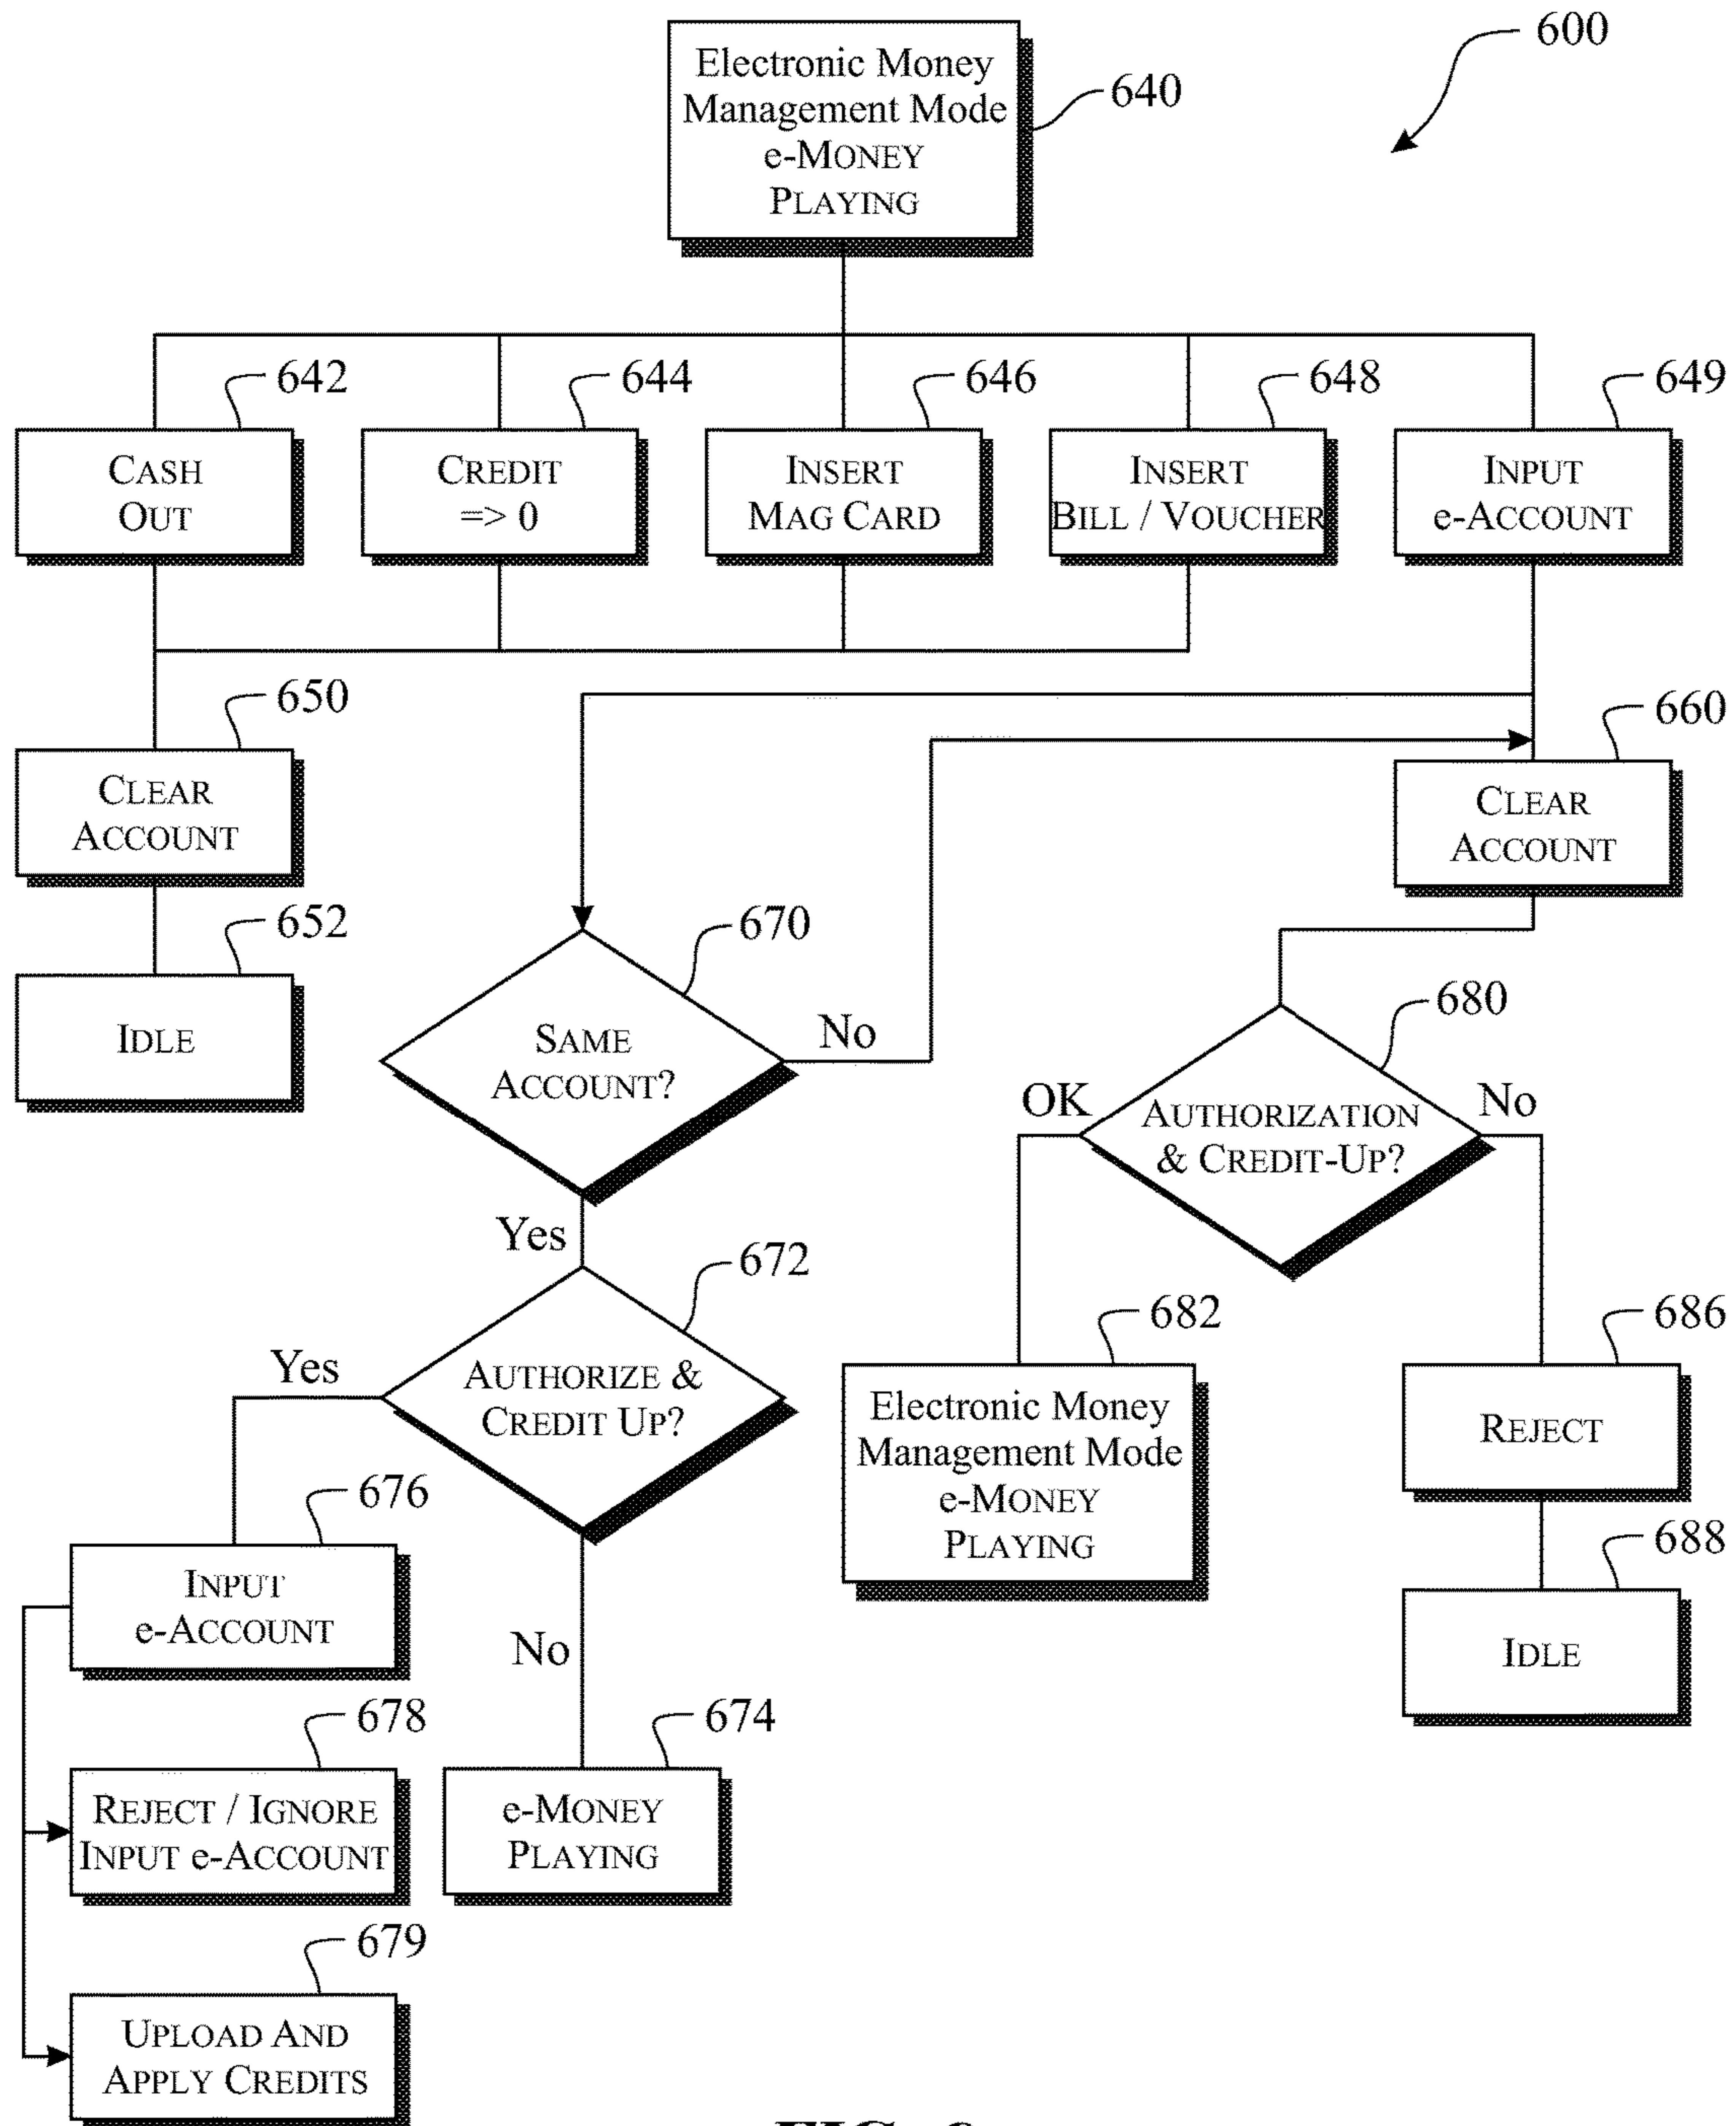 600
Electronic Money
Management Mode
e-MONEY
PLAYING
640
642
644
646
648
649
CASH
OUT
CREDIT
=> 0
INSERT
MAG CARD
INSERT
BILL / VOUCHER
INPUT
e-ACCOUNT
650
660
CLEAR
ACCOUNT
CLEAR
ACCOUNT
652
IDLE
670
SAME
ACCOUNT?
No
Yes
680
AUTHORIZATION
& CREDIT-UP?
OK
No
672
AUTHORIZE &
CREDIT UP?
Yes
No
682
Electronic Money
Management Mode
e-MONEY
PLAYING
686
REJECT
688
IDLE
676
INPUT
e-ACCOUNT
678
REJECT / IGNORE
INPUT e-ACCOUNT
674
e-MONEY
PLAYING
679
UPLOAD AND
APPLY CREDITS